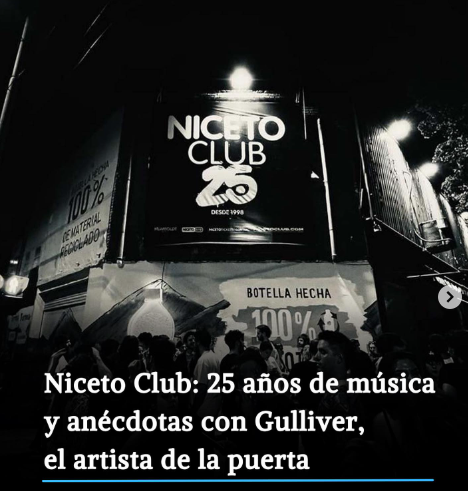 NICETO
CLUB
25
DESDE 1998
100%
DE MATERIAL
RECICLADO
BOTELLA HECHA
100%
Niceto Club: 25 años de música
y anécdotas con Gulliver,
el artista de la puerta